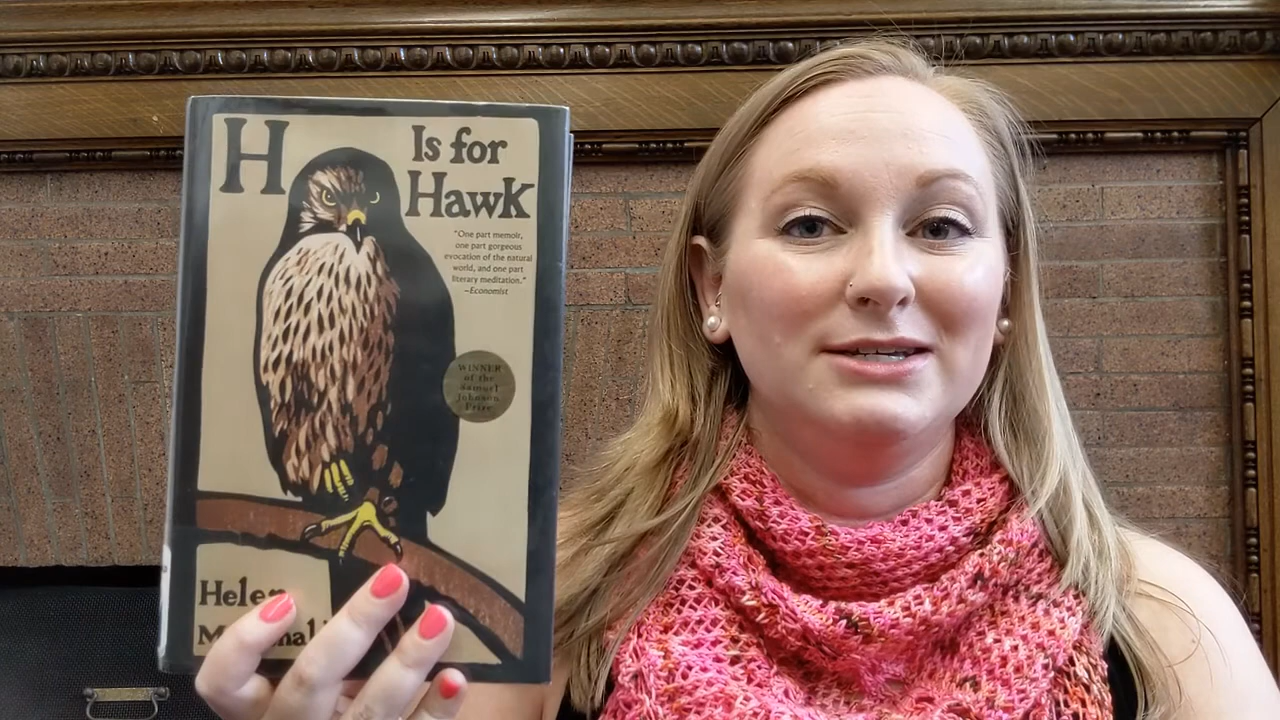 H
Is for
Hawk
"One part memoir,
one part gorgeous
evocation of the natural
world, and one part
literary meditation."
—Economist
WINNER
of the
Samuel
Johnson
Prize
Helen